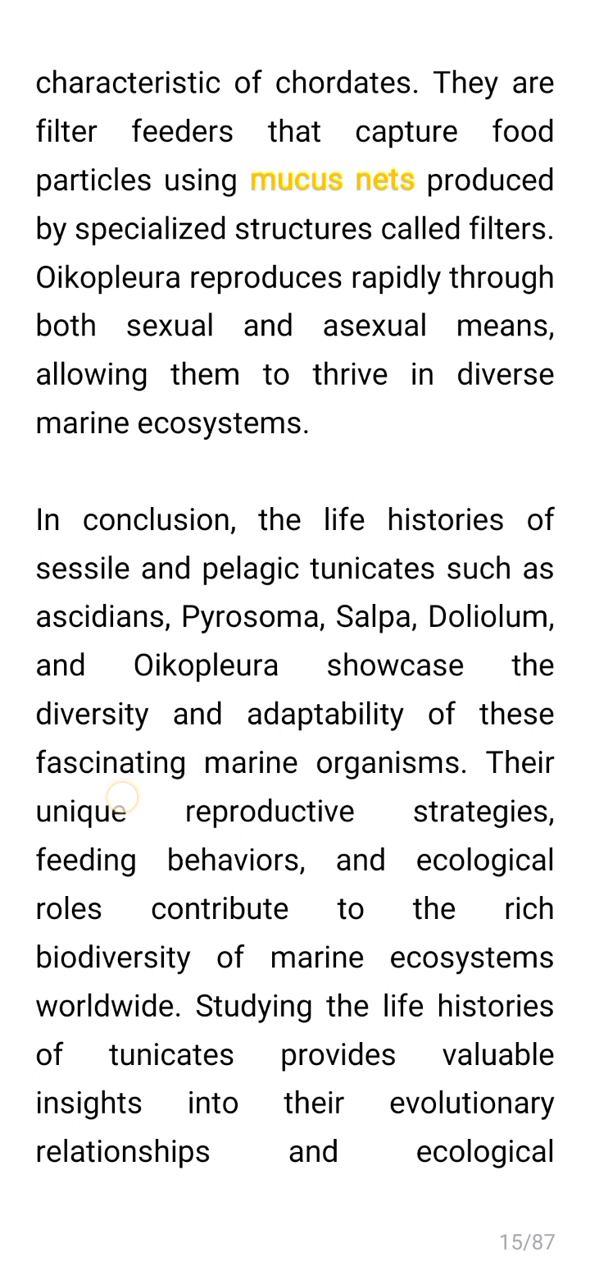 characteristic of chordates. They are
filter feeders that capture food
particles using mucus nets produced
by specialized structures called filters.
Oikopleura reproduces rapidly through
both sexual and asexual means,
allowing them to thrive in diverse
marine ecosystems.
In conclusion, the life histories of
sessile and pelagic tunicates such as
ascidians, Pyrosoma, Salpa, Doliolum,
and Oikopleura showcase the
diversity and adaptability of these
fascinating marine organisms. Their
unique reproductive strategies,
feeding behaviors, and ecological
roles contribute to the rich
biodiversity of marine ecosystems
worldwide. Studying the life histories
of tunicates provides valuable
insights into their evolutionary
relationships and ecological
15/87